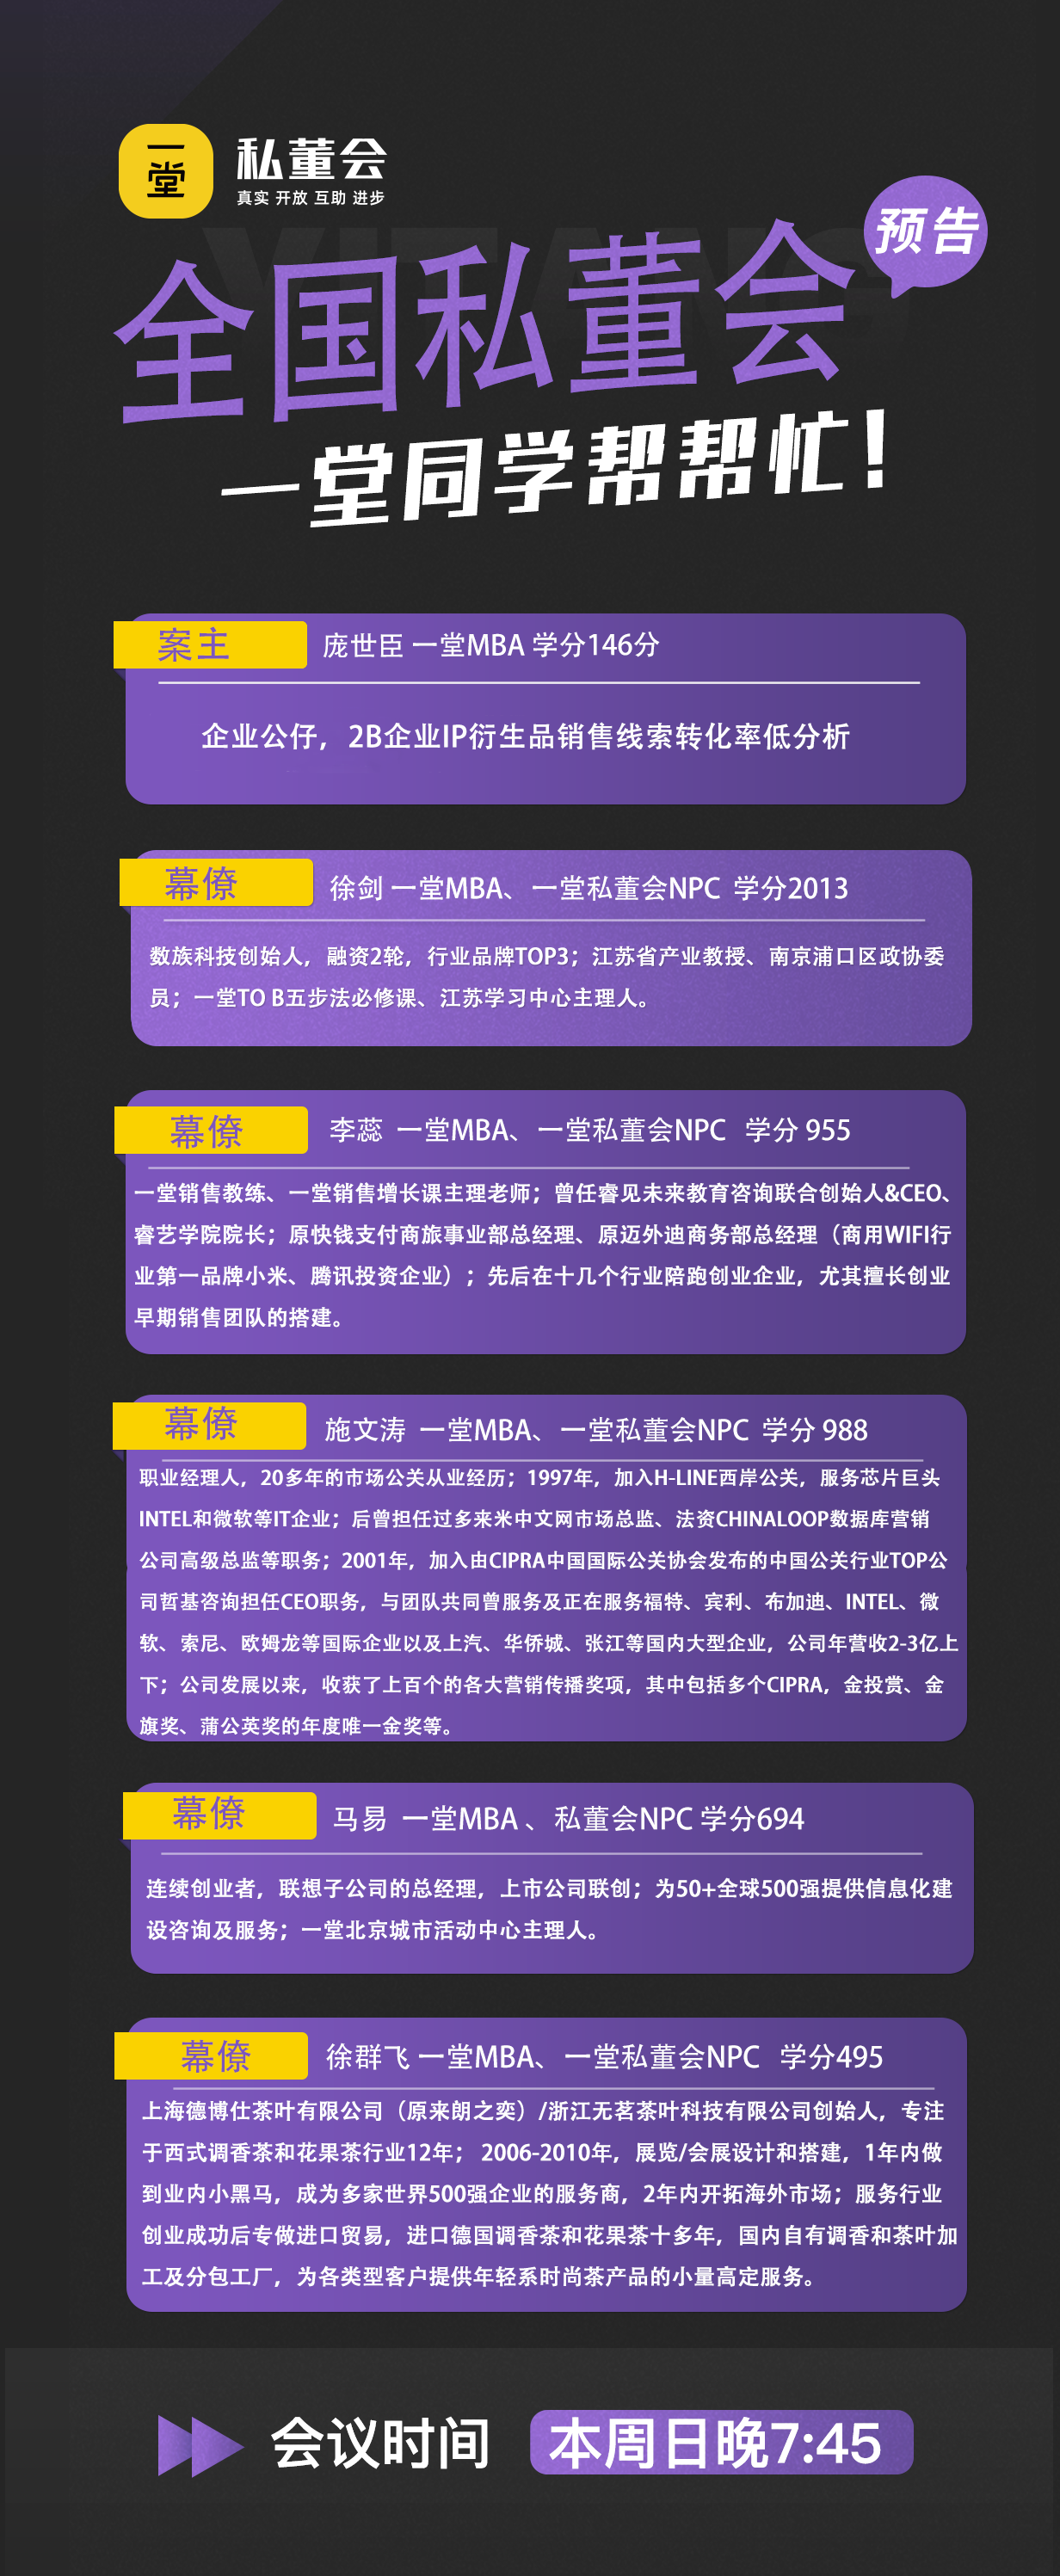 一堂
私董会
真实 开放 互助 进步
YITANG
预告
全国私董会
一堂同学帮帮忙！
案主
庞世臣 一堂MBA 学分146分
企业公仔，2B企业IP衍生品销售线索转化率低分析
幕僚
徐剑 一堂MBA、一堂私董会NPC 学分2013
数族科技创始人，融资2轮，行业品牌TOP3；江苏省产业教授、南京浦口区政协委
员；一堂TO B五步法必修课、江苏学习中心主理人。
幕僚
李蕊 一堂MBA、一堂私董会NPC 学分 955
一堂销售教练、一堂销售增长课主理老师；曾任睿见未来教育咨询联合创始人&CEO、
睿艺学院院长；原快钱支付商旅事业部总经理、原迈外迪商务部总经理（商用WIFI行
业第一品牌小米、腾讯投资企业）；先后在十几个行业陪跑创业企业，尤其擅长创业
早期销售团队的搭建。
幕僚
施文涛 一堂MBA、一堂私董会NPC 学分 988
职业经理人，20多年的市场公关从业经历；1997年，加入H-LINE西岸公关，服务芯片巨头
INTEL和微软等IT企业；后曾担任过多来米中文网市场总监、法资CHINALOOP数据库营销
公司高级总监等职务；2001年，加入由CIPRA中国国际公关协会发布的中国公关行业TOP公
司哲基咨询担任CEO职务，与团队共同曾服务及正在服务福特、宾利、布加迪、INTEL、微
软、索尼、欧姆龙等国际企业以及上汽、华侨城、张江等国内大型企业，公司年营收2-3亿上
下；公司发展以来，收获了上百个的各大营销传播奖项，其中包括多个CIPRA，金投赏、金
旗奖、蒲公英奖的年度唯一金奖等。
幕僚
马易 一堂MBA 、私董会NPC 学分694
连续创业者，联想子公司的总经理，上市公司联创；为50+全球500强提供信息化建
设咨询及服务；一堂北京城市活动中心主理人。
幕僚
徐群飞 一堂MBA、一堂私董会NPC 学分495
上海德博仕茶叶有限公司（原来朗之奕）/浙江无茗茶叶科技有限公司创始人，专注
于西式调香茶和花果茶行业12年； 2006-2010年，展览/会展设计和搭建，1年内做
到业内小黑马，成为多家世界500强企业的服务商，2年内开拓海外市场；服务行业
创业成功后专做进口贸易，进口德国调香茶和花果茶十多年，国内自有调香和茶叶加
工及分包工厂，为各类型客户提供年轻系时尚茶产品的小量高定服务。
会议时间
本周日晚7:45